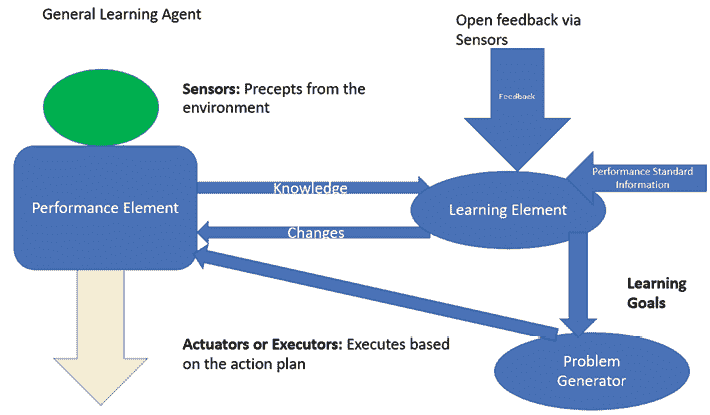 General Learning Agent
Open feedback via
Sensors
Sensors: Precepts from the
environment
Feedback
Performance Standard
Information
Knowledge
Performance Element
Learning Element
Changes
Learning
Goals
Actuators or Executors: Executes based
on the action plan
Problem
Generator